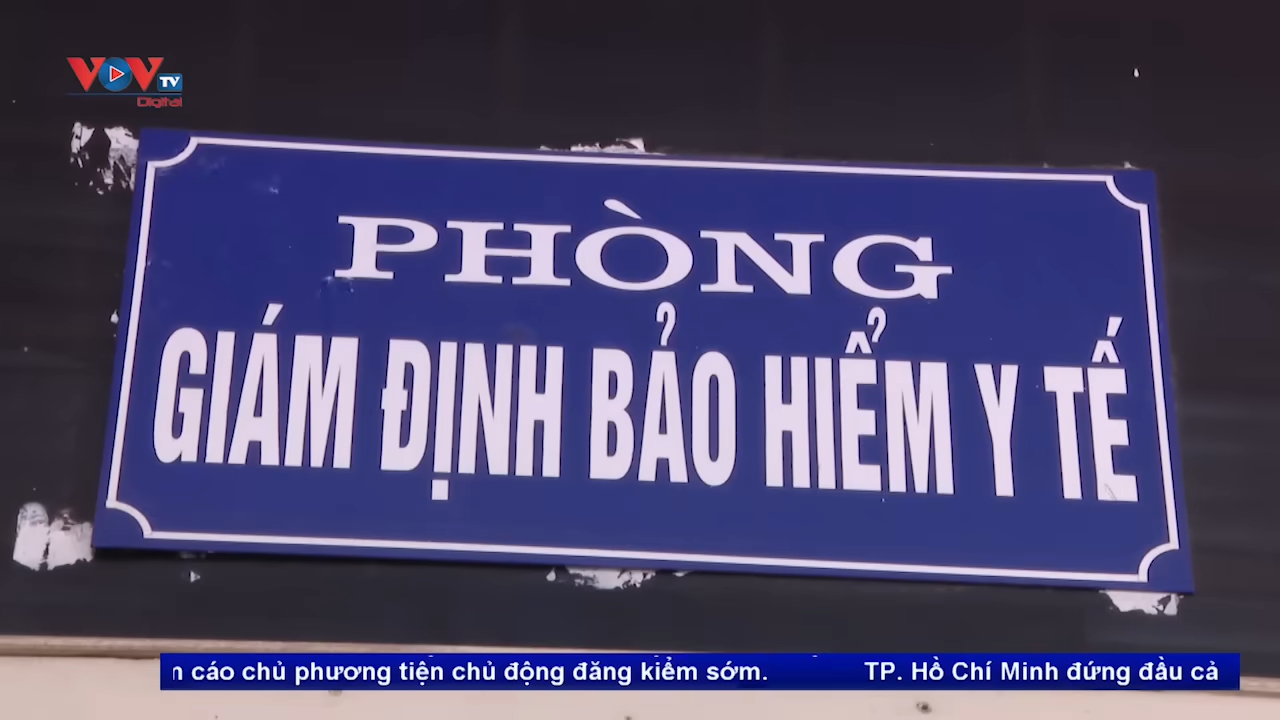 VOV TV
Digital
PHÒNG
GIÁM ĐỊNH BẢO HIỂM Y TẾ
cáo chủ phương tiện chủ động đăng kiểm sớm. TP. Hồ Chí Minh đứng đầu cả